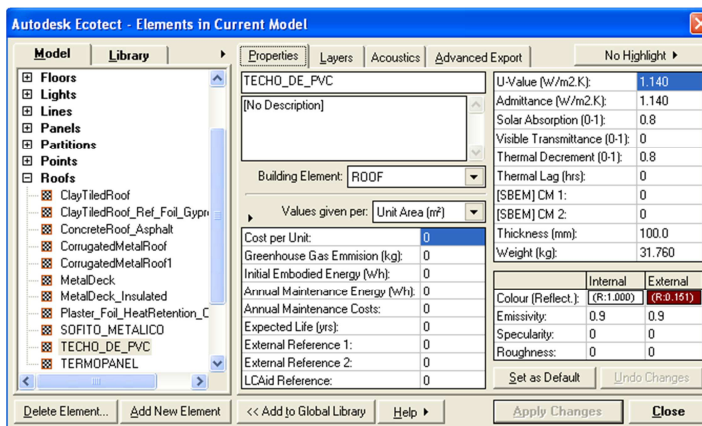 Autodesk Ecotect - Elements in Current Model
Model
Library
Properties
Layers
Acoustics
Advanced Export
No Highlight
Floors
Lights
Lines
Panels
Partitions
Points
Roofs
ClayTiledRoof
ClayTiledRoof_Ref_Foil_Gypr
ConcreteRoof_Asphalt
CorrugatedMetalRoof
CorrugatedMetalRoof1
MetalDeck
MetalDeck_Insulated
Plaster_Foil_HeatRetention_C
SOFITO_METALICO
TECHO_DE_PVC
TERMOPANEL
TECHO_DE_PVC
[No Description]
Building Element: ROOF
Values given per: Unit Area (m²)
Cost per Unit: 0
Greenhouse Gas Emmision (kg): 0
Initial Embodied Energy (Wh): 0
Annual Maintenance Energy (Wh): 0
Annual Maintenance Costs: 0
Expected Life (yrs): 0
External Reference 1: 0
External Reference 2: 0
LCAid Reference: 0
U-Value (W/m2.K): 1.140
Admittance (W/m2.K): 1.140
Solar Absorption (0-1): 0.8
Visible Transmittance (0-1): 0
Thermal Decrement (0-1): 0.8
Thermal Lag (hrs): 0
[SBEM] CM 1: 0
[SBEM] CM 2: 0
Thickness (mm): 100.0
Weight (kg): 31.760
Internal External
Colour (Reflect.): (R:1.000) (R:0.151)
Emissivity: 0.9 0.9
Specularity: 0 0
Roughness: 0 0
Set as Default
Undo Changes
Delete Element...
Add New Element
<< Add to Global Library
Help
Apply Changes
Close